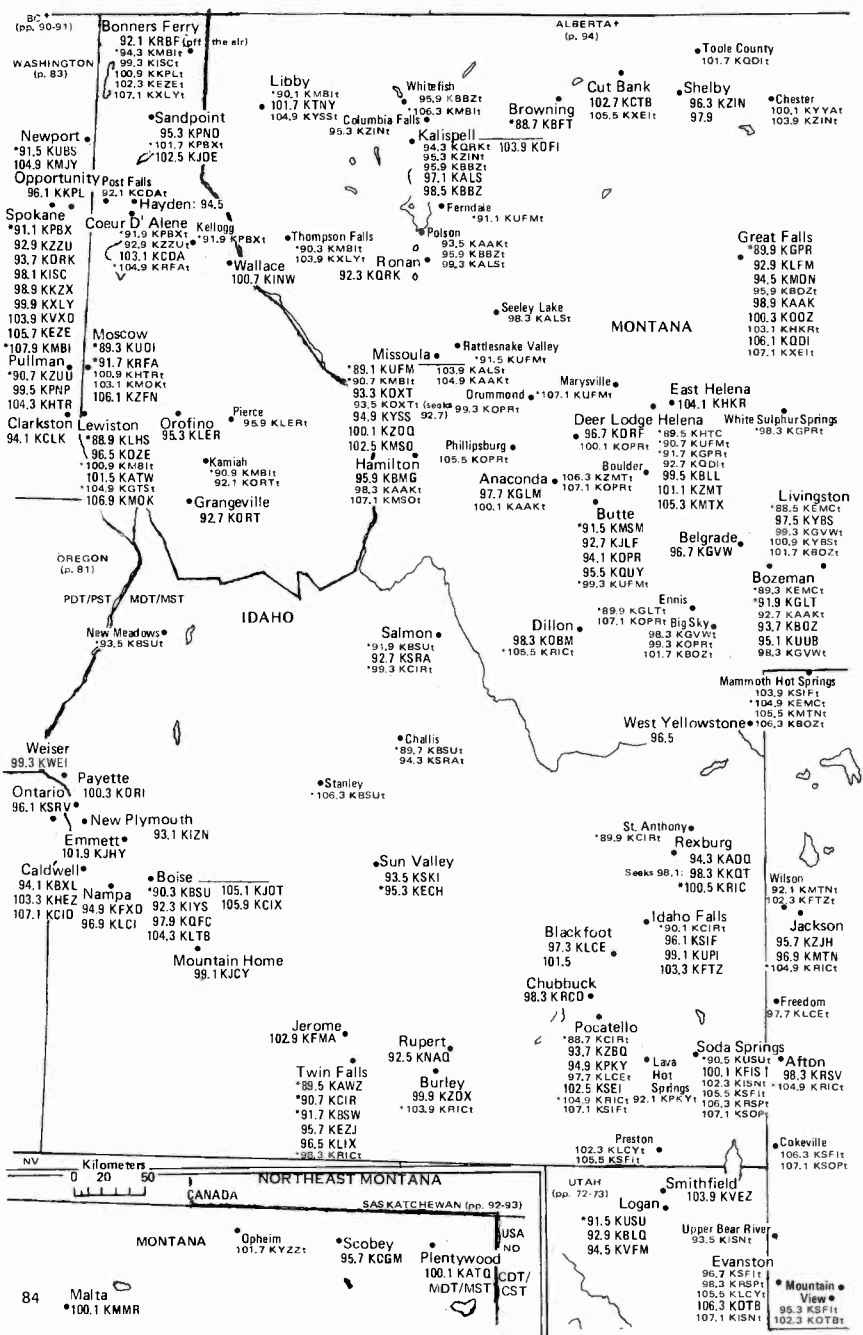 BC
(pp. 90-91)
ALBERTA
(p. 94)
WASHINGTON
(p. 83)
Bonners Ferry
92.1 KRBF (off the air)
*94.3 KMBIt
99.3 KISCt
100.9 KKPLt
102.3 KEZEt
107.1 KXLYt
Libby
*90.1 KMBIt
101.7 KTNY
104.9 KYSSt
Whitefish
95.9 KBBZt
*106.3 KMBIt
Columbia Falls
95.3 KZINt
Browning
*88.7 KBFT
Cut Bank
102.7 KCTB
105.5 KXEIt
Toole County
101.7 KQDIt
Shelby
96.3 KZIN
97.9
Chester
100.1 KYYAt
103.9 KZINt
Sandpoint
95.3 KPND
*101.7 KPBXt
102.5 KJDE
Newport
*91.5 KUBS
104.9 KMJY
Kalispell
94.3 KQRKt
95.3 KZINt
95.9 KBBZt
97.1 KALS
98.5 KBBZ
103.9 KOFI
Opportunity
96.1 KKPL
Post Falls
92.1 KCDAt
Hayden: 94.5
Spokane
*91.1 KPBX
92.9 KZZU
93.7 KDRK
98.1 KISC
98.9 KKZX
99.9 KXLY
103.9 KVXO
105.7 KEZE
*107.9 KMBI
Coeur D' Alene
*91.9 KPBXt
92.9 KZZUt
103.1 KCDA
*104.9 KRFAt
Kellogg
*91.9 KPBXt
Wallace
100.7 KINW
Thompson Falls
*90.3 KMBIt
103.9 KXLYt
Ferndale
*91.1 KUFMt
Polson
93.5 KAAKt
95.9 KBBZt
99.3 KALSt
Ronan
92.3 KQRK
Seeley Lake
98.3 KALSt
MONTANA
Great Falls
*89.9 KGPR
92.9 KLFM
94.5 KMON
95.9 KBOZt
98.9 KAAK
100.3 KOOZ
103.1 KHKRt
106.1 KQDI
107.1 KXEIt
Moscow
*89.3 KUOI
*91.7 KRFA
100.9 KHTRt
103.1 KMOKt
106.1 KZFN
Pullman
*90.7 KZUU
99.5 KPNP
104.3 KHTR
Missoula
*89.1 KUFM
*90.7 KMBIt
93.3 KDXT
93.5 KDXTt (seeks 92.7)
94.9 KYSS
100.1 KZOQ
102.5 KMSO
103.9 KALSt
104.9 KAAKt
Rattlesnake Valley
*91.5 KUFMt
Drummond
99.3 KOPRt
Marysville
*107.1 KUFMt
East Helena
104.1 KHKR
White Sulphur Springs
*98.3 KGPRt
Clarkston
94.1 KCLK
Lewiston
*88.9 KLHS
96.5 KOZE
*100.9 KMBIt
101.5 KATW
*104.9 KGTSt
106.9 KMOK
Orofino
95.3 KLER
Pierce
95.9 KLERt
Kamiah
*90.9 KMBIt
92.1 KORTt
Grangeville
92.7 KORT
Hamilton
95.9 KBMG
98.3 KAAKt
107.1 KMSOt
Phillipsburg
105.5 KOPRt
Deer Lodge
96.7 KORF
100.1 KOPRt
Helena
*89.5 KHTC
*90.7 KUFMt
*91.7 KGPRt
92.7 KQDIt
99.5 KBLL
101.1 KZMT
105.3 KMTX
Boulder
106.3 KZMTt
107.1 KOPRt
Anaconda
97.7 KGLM
100.1 KAAKt
Butte
*91.5 KMSM
92.7 KJLF
94.1 KOPR
95.5 KQUY
*99.3 KUFMt
Belgrade
96.7 KGVW
Livingston
*88.5 KEMCt
97.5 KYBS
99.3 KGVWt
100.9 KYBSt
101.7 KBOZt
OREGON
(p. 81)
PDT/PST
MDT/MST
IDAHO
Bozeman
*89.3 KEMCt
*91.9 KGLT
92.7 KAAKt
93.7 KBOZ
95.1 KUUB
98.3 KGVWt
New Meadows
*93.5 KBSUt
Salmon
*91.9 KBSUt
92.7 KSRA
*99.3 KCIRt
Dillon
98.3 KDBM
*105.5 KRICt
Ennis
*89.9 KGLTt
107.1 KOPRt
Big Sky
98.3 KGVWt
99.3 KOPRt
101.7 KBOZt
Mammoth Hot Springs
103.9 KSIFt
*104.9 KEMCt
105.5 KMTNt
*106.3 KBOZt
West Yellowstone
96.5
Weiser
99.3 KWEI
Payette
100.3 KQRI
Challis
*89.7 KBSUt
94.3 KSRAt
Stanley
*106.3 KBSUt
Ontario
96.1 KSRV
New Plymouth
93.1 KIZN
Emmett
101.9 KJHY
St. Anthony
*89.9 KCIRt
Rexburg
94.3 KADQ
Seeks 98.1: 98.3 KKQT
*100.5 KRIC
Caldwell
94.1 KBXL
103.3 KHEZ
107.1 KCID
Nampa
94.9 KFXD
96.9 KLCI
Boise
*90.3 KBSU
92.3 KIYS
97.9 KQFC
104.3 KLTB
105.1 KJOT
105.9 KCIX
Sun Valley
93.5 KSKI
*95.3 KECH
Wilson
92.1 KMTNt
102.3 KFTZt
Jackson
95.7 KZJH
96.9 KMTN
*104.9 KRICt
Mountain Home
99.1 KJCY
Blackfoot
97.3 KLCE
101.5
Idaho Falls
*90.1 KCIRt
96.1 KSIF
99.1 KUPI
103.3 KFTZ
Chubbuck
98.3 KRCD
Freedom
97.7 KLCEt
Jerome
102.9 KFMA
Rupert
92.5 KNAQ
Burley
99.9 KZDX
*103.9 KRICt
Twin Falls
*89.5 KAWZ
*90.7 KCIR
*91.7 KBSW
95.7 KEZJ
96.5 KLIX
*98.3 KRICt
Pocatello
*88.7 KCIRt
93.7 KZBQ
94.9 KPKY
97.7 KLCEt
102.5 KSEI
*104.9 KRICt
107.1 KSIFt
Lava
Hot
Springs
92.1 KPKYt
Soda Springs
*90.5 KUSUt
100.1 KFIS
102.3 KISNt
105.5 KSFIt
106.3 KRSPt
107.1 KSOPt
Afton
98.3 KRSV
*104.9 KRICt
Preston
102.3 KLCYt
105.5 KSFIt
Cokeville
106.3 KSFIt
107.1 KSOPt
NV
Kilometers
0 20 50
NORTHEAST MONTANA
CANADA
SASKATCHEWAN (pp. 92-93)
USA
ND
MONTANA
Opheim
101.7 KYZZt
Scobey
95.7 KCGM
Plentywood
100.1 KATQ
MDT/MST
CDT/
CST
Malta
100.1 KMMR
84
UTAH
(pp. 72-73)
Smithfield
103.9 KVEZ
Logan
*91.5 KUSU
92.9 KBLQ
94.5 KVFM
Upper Bear River
93.5 KISNt
Evanston
96.7 KSFIt
98.3 KRSPt
105.5 KLCYt
106.3 KOTB
107.1 KISNt
Mountain
View
95.3 KSFIt
102.3 KOTBt